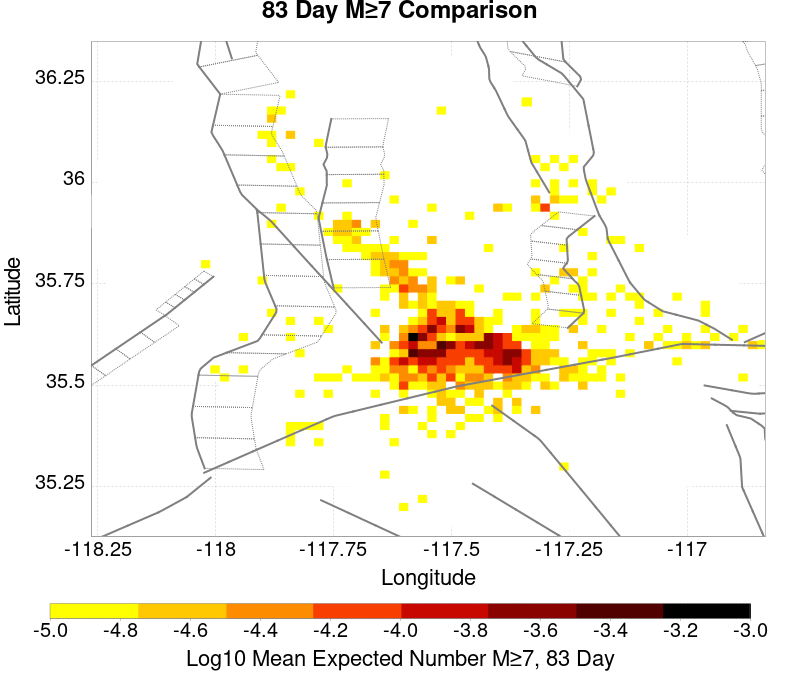 83 Day M≥7 Comparison
36.25
36
35.75
35.5
35.25
Latitude
-118.25 -118 -117.75 -117.5 -117.25 -117
Longitude
-5.0 -4.8 -4.6 -4.4 -4.2 -4.0 -3.8 -3.6 -3.4 -3.2 -3.0
Log10 Mean Expected Number M≥7, 83 Day